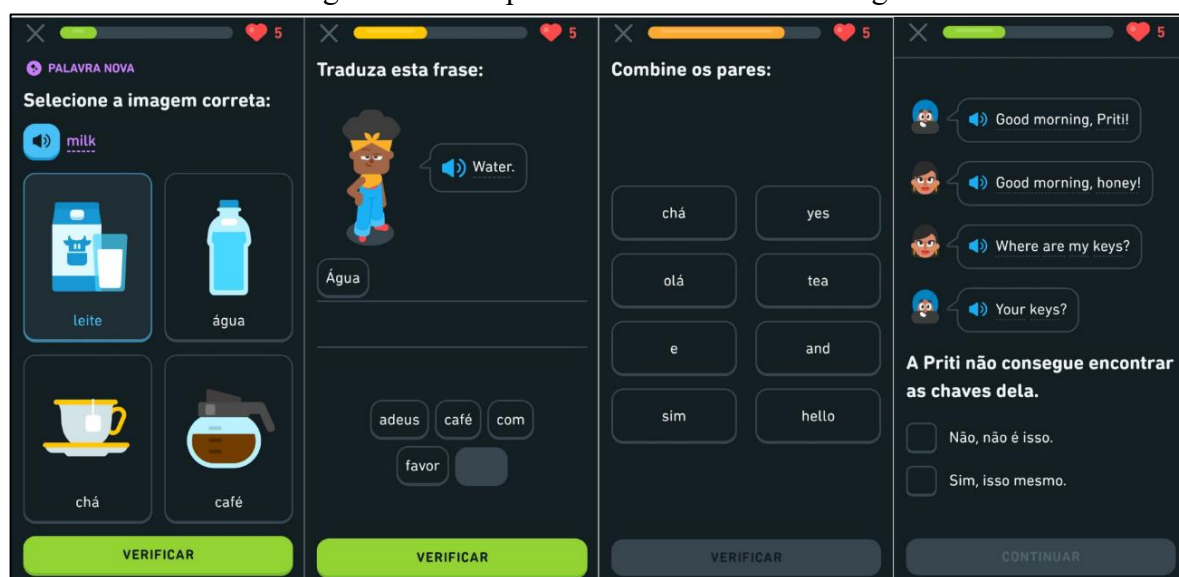 5
PALAVRA NOVA
Selecione a imagem correta:
milk
leite
água
chá
café
VERIFICAR
5
Traduza esta frase:
Water.
Água
adeus café com
favor
VERIFICAR
5
Combine os pares:
chá yes
olá tea
e and
sim hello
VERIFICAR
5
Good morning, Priti!
Good morning, honey!
Where are my keys?
Your keys?
A Priti não consegue encontrar
as chaves dela.
Não, não é isso.
Sim, isso mesmo.
CONTINUAR